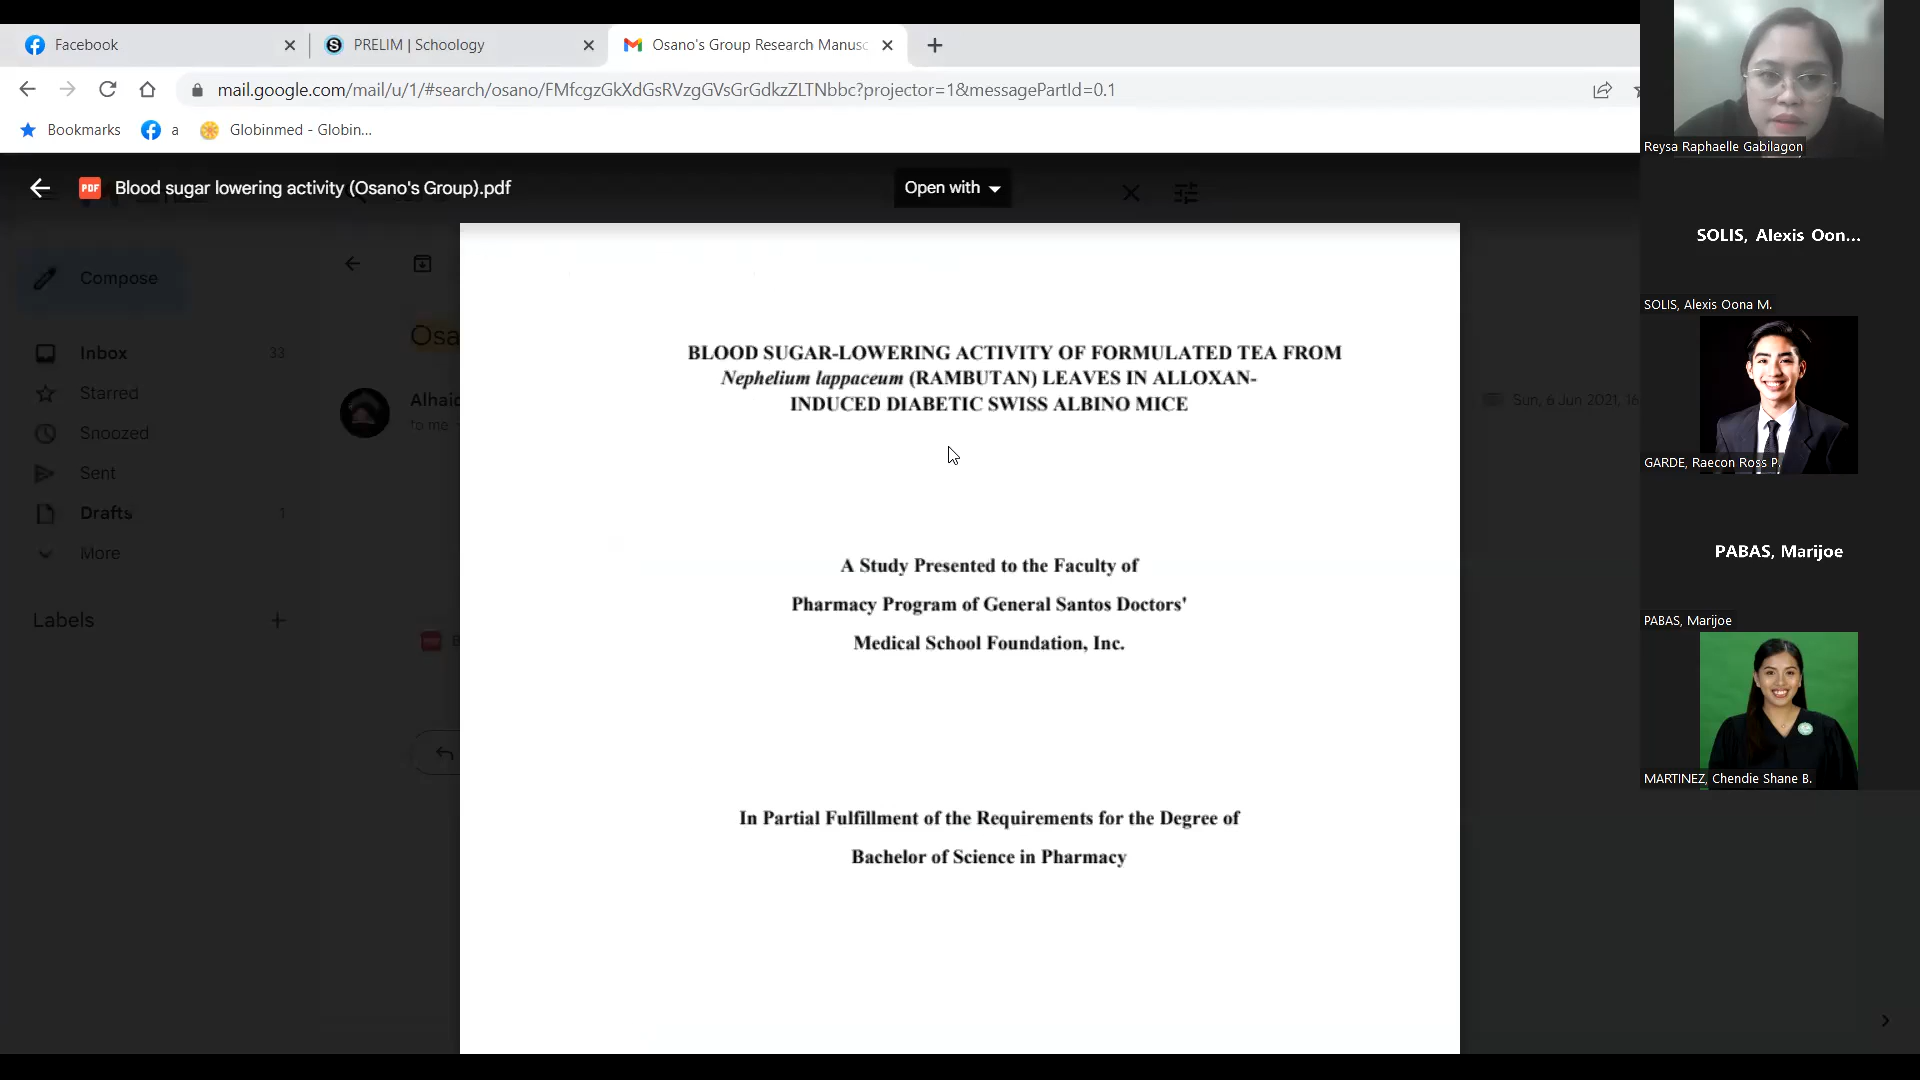 Facebook
PRELIM | Schoology
Osano's Group Research Manusc
mail.google.com/mail/u/1/#search/osano/FMfcgzGkXdGsRVzgGVsGrGdkzZLTNbbc?projector=1&messagePartId=0.1
Bookmarks
a
Globinmed - Globin...
PDF
Blood sugar lowering activity (Osano's Group).pdf
Open with
Compose
Inbox 33
Starred
Snoozed
Sent
Drafts 1
More
Labels
Osa
Alhaid
to me
Sun, 6 Jun 2021, 16
BLOOD SUGAR-LOWERING ACTIVITY OF FORMULATED TEA FROM
Nephelium lappaceum (RAMBUTAN) LEAVES IN ALLOXAN-
INDUCED DIABETIC SWISS ALBINO MICE
A Study Presented to the Faculty of
Pharmacy Program of General Santos Doctors'
Medical School Foundation, Inc.
In Partial Fulfillment of the Requirements for the Degree of
Bachelor of Science in Pharmacy
Reysa Raphaelle Gabilagon
SOLIS, Alexis Oon...
SOLIS, Alexis Oona M.
GARDE, Raecon Ross P.
PABAS, Marijoe
PABAS, Marijoe
MARTINEZ, Chendie Shane B.